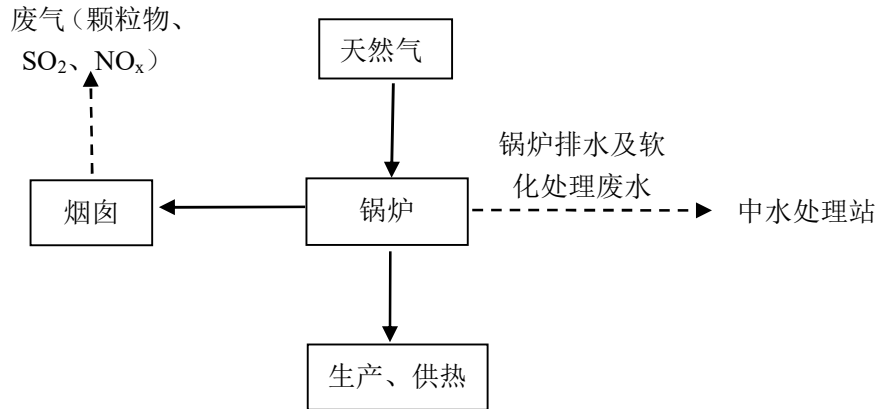 废气（颗粒物、
SO₂、NOₓ）
天然气
锅炉排水及软
化处理废水
烟囱
锅炉
中水处理站
生产、供热